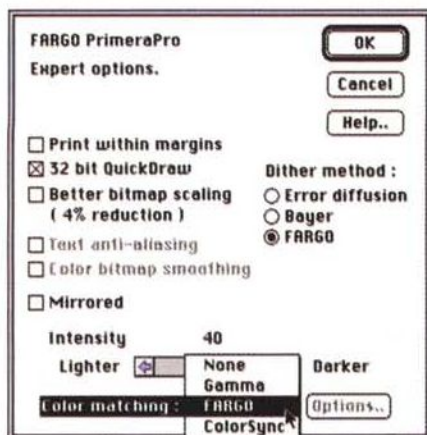 FARGO PrimeraPro
OK
Expert options.
Cancel
Help..
Print within margins
32 bit QuickDraw
Dither method :
Better bitmap scaling
( 4% reduction )
Error diffusion
Bayer
FARGO
Text anti-aliasing
Color bitmap smoothing
Mirrored
Intensity 40
Lighter None Darker
Gamma
Color matching : FARGO Options..
ColorSync